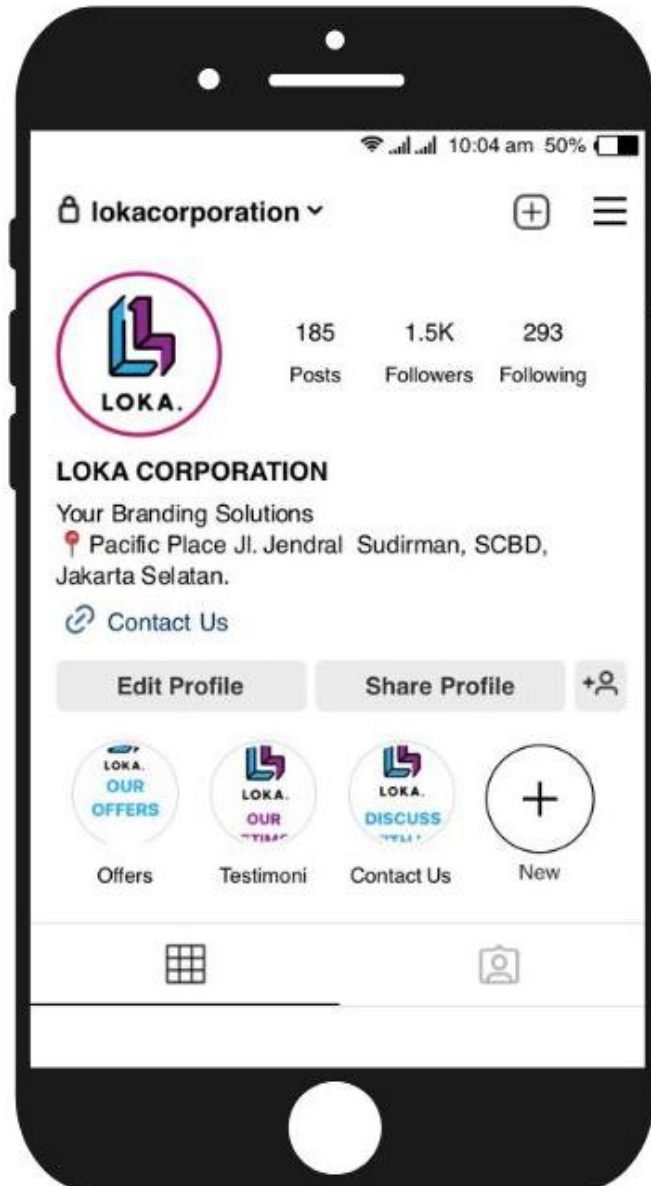 10:04 am 50%
lokacorporation
LOKA.
185 1.5K 293
Posts Followers Following
LOKA CORPORATION
Your Branding Solutions
📍 Pacific Place Jl. Jendral Sudirman, SCBD,
Jakarta Selatan.
Contact Us
Edit Profile Share Profile
LOKA.
OUR
OFFERS
LOKA.
OUR
LOKA.
DISCUSS
Offers Testimoni Contact Us New